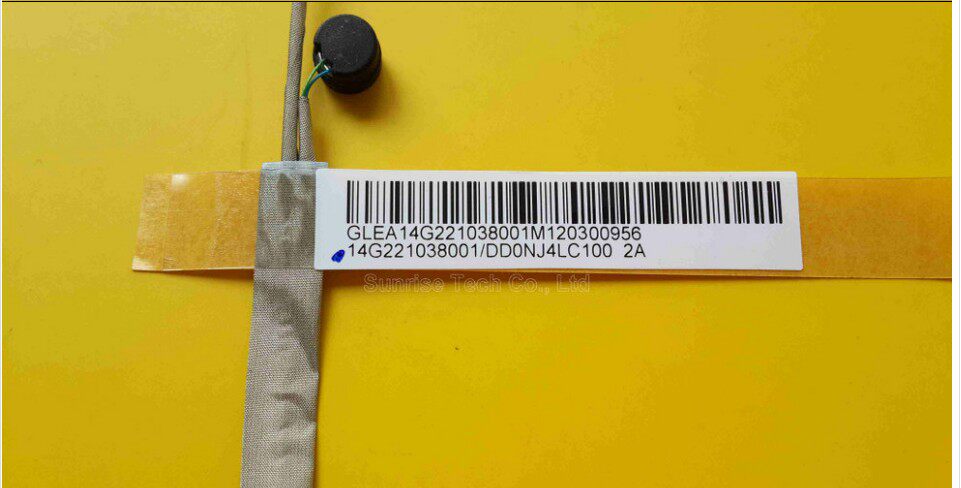 GLEA14G221038001M120300956
14G221038001/DD0NJ4LC100 2A
Sunrise Tech Co., Ltd